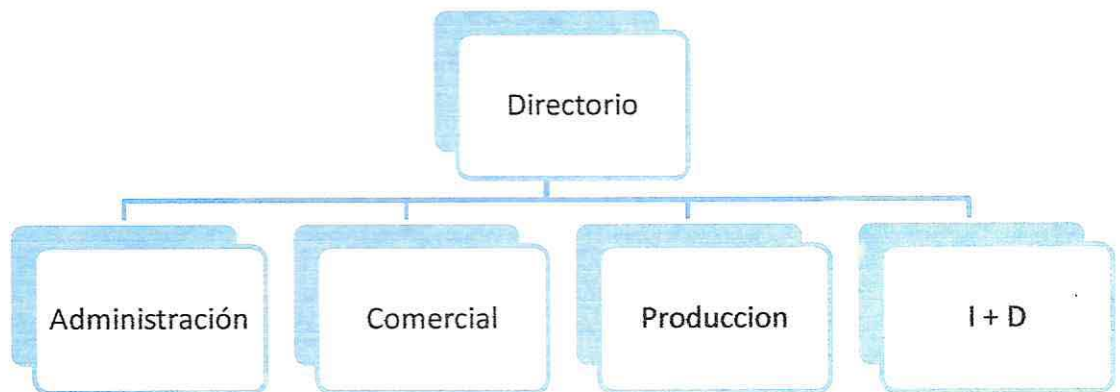 Directorio
Administración
Comercial
Produccion
I + D